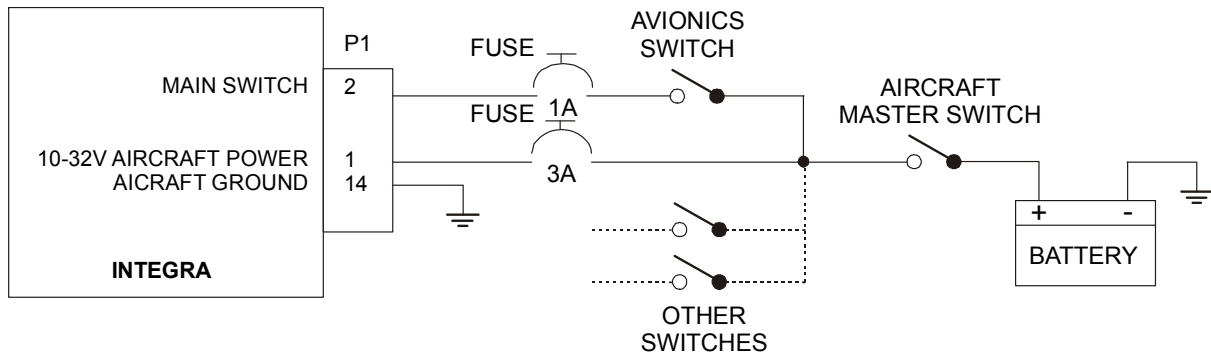 P1
FUSE
AVIONICS
SWITCH
MAIN SWITCH
2
1A
AIRCRAFT
MASTER SWITCH
FUSE
10-32V AIRCRAFT POWER
1
AICRAFT GROUND
14
3A
+ -
BATTERY
INTEGRA
OTHER
SWITCHES